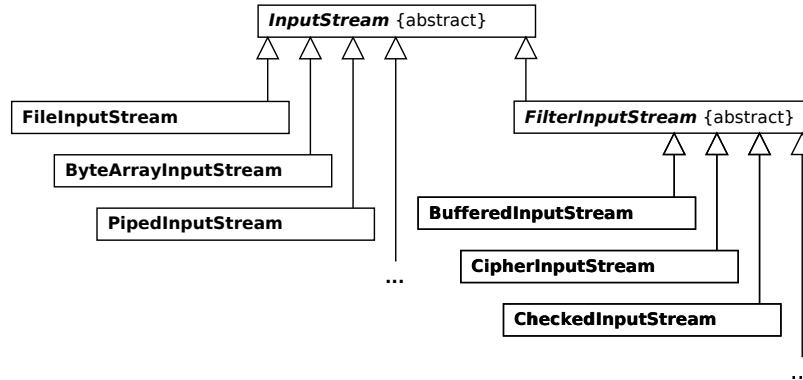 InputStream {abstract}
FileInputStream
FilterInputStream {abstract}
ByteArrayInputStream
PipedInputStream
BufferedInputStream
CipherInputStream
...
CheckedInputStream
...